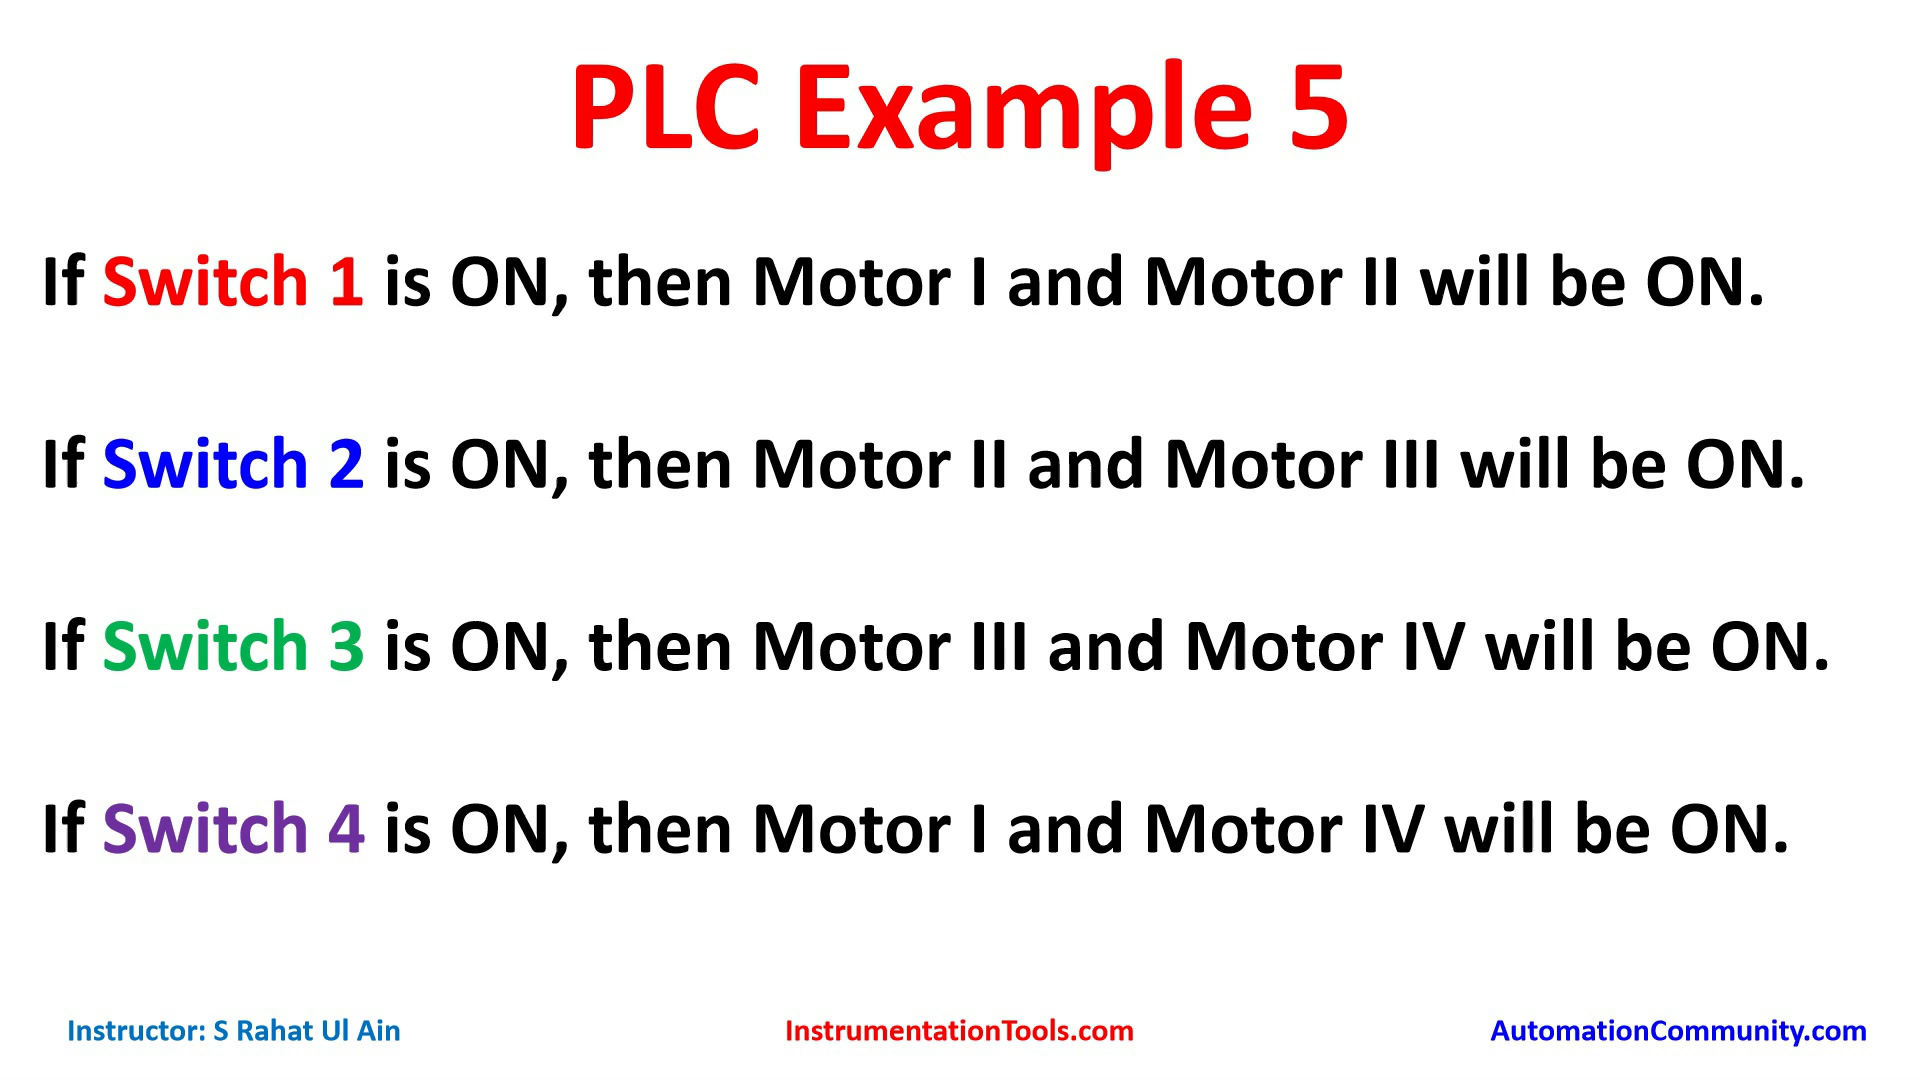 PLC Example 5
If Switch 1 is ON, then Motor I and Motor II will be ON.
If Switch 2 is ON, then Motor II and Motor III will be ON.
If Switch 3 is ON, then Motor III and Motor IV will be ON.
If Switch 4 is ON, then Motor I and Motor IV will be ON.
Instructor: S Rahat Ul Ain
InstrumentationTools.com
AutomationCommunity.com